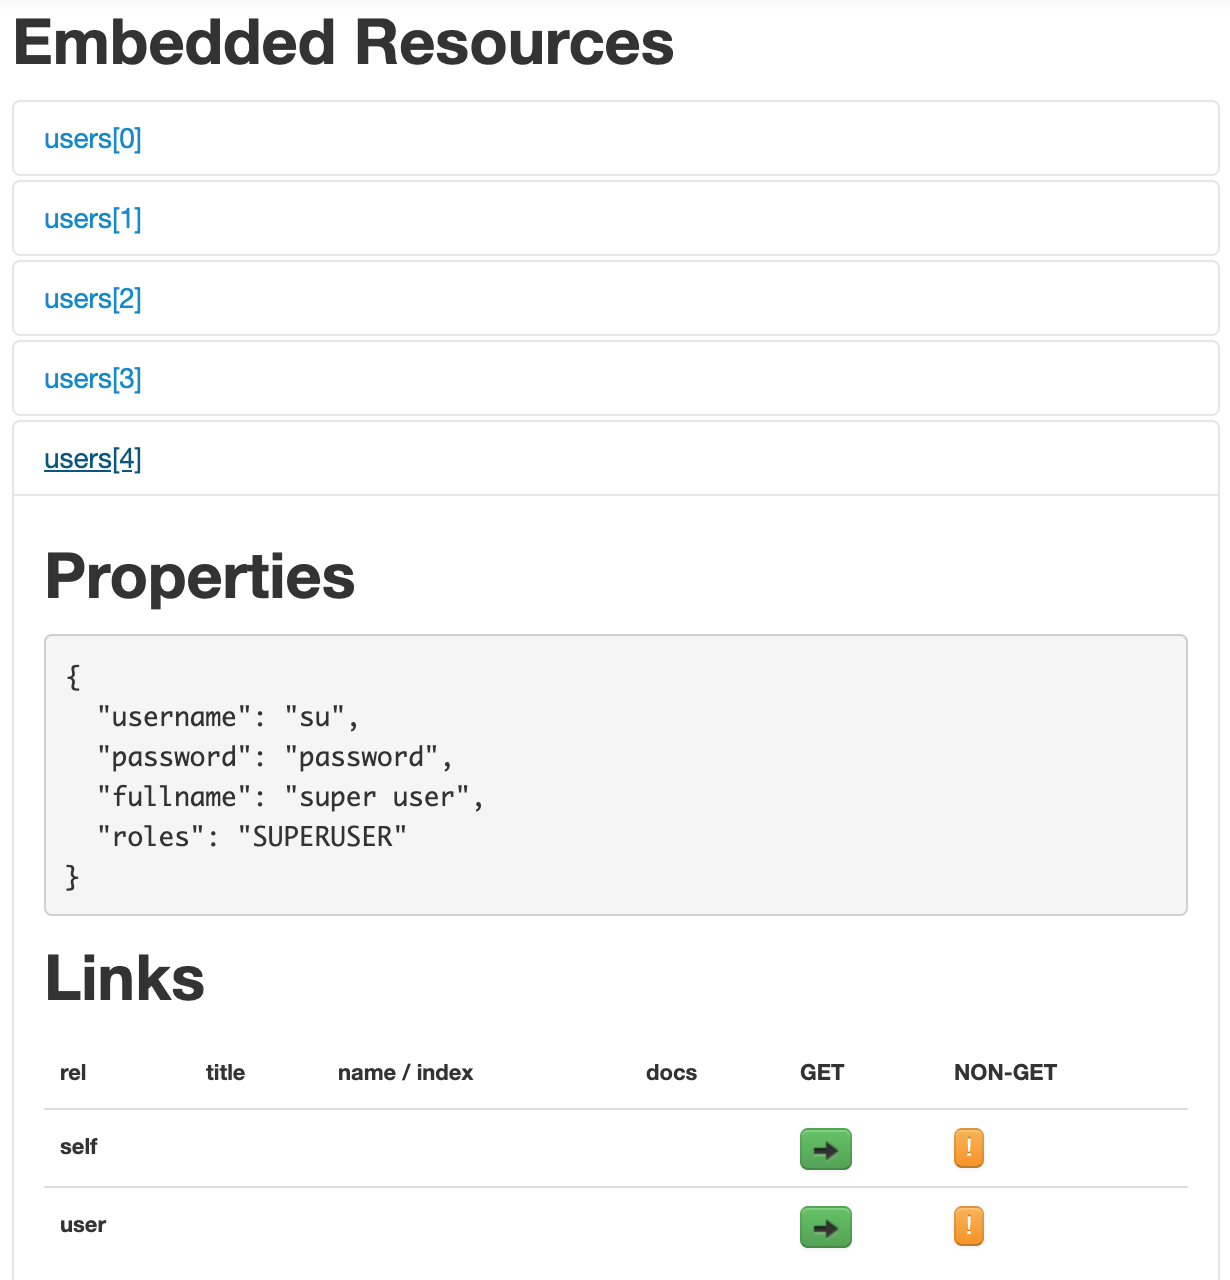 Embedded Resources
users[0]
users[1]
users[2]
users[3]
users[4]
Properties
{
  "username": "su",
  "password": "password",
  "fullname": "super user",
  "roles": "SUPERUSER"
}
Links
rel title name / index docs GET NON-GET
self !
user !